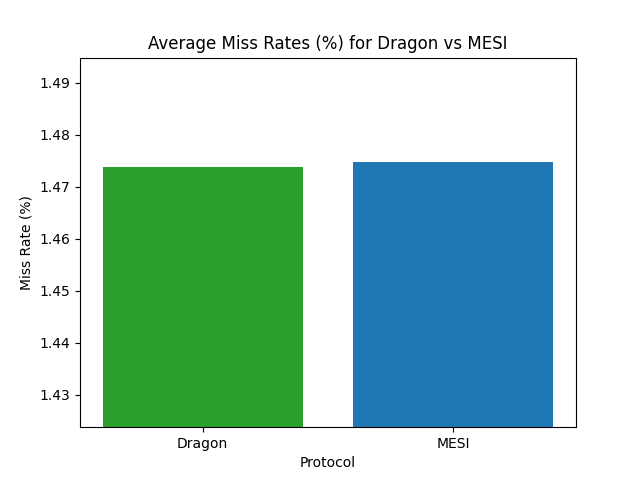 Average Miss Rates (%) for Dragon vs MESI
Miss Rate (%)
1.49
1.48
1.47
1.46
1.45
1.44
1.43
Dragon
MESI
Protocol